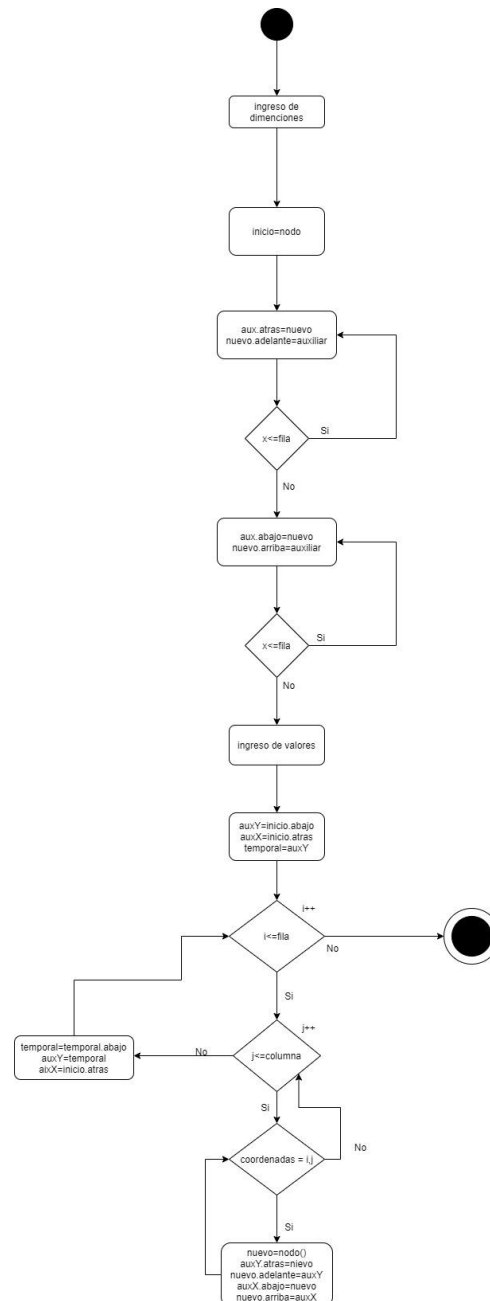 ingreso de
dimenciones
inicio=nodo
aux.atras=nuevo
nuevo.adelante=auxiliar
Si
x<=fila
No
aux.abajo=nuevo
nuevo.arriba=auxiliar
Si
x<=fila
No
ingreso de valores
auxY=inicio.abajo
auxX=inicio.atras
temporal=auxY
i++
i<=fila
No
Si
j++
j<=columna
No
temporal=temporal.abajo
auxY=temporal
aixX=inicio.atras
Si
coordenadas = i,j
No
Si
nuevo=nodo()
auxY.atras=nievo
nuevo.adelante=auxY
auxX.abajo=nuevo
nuevo.arriba=auxX